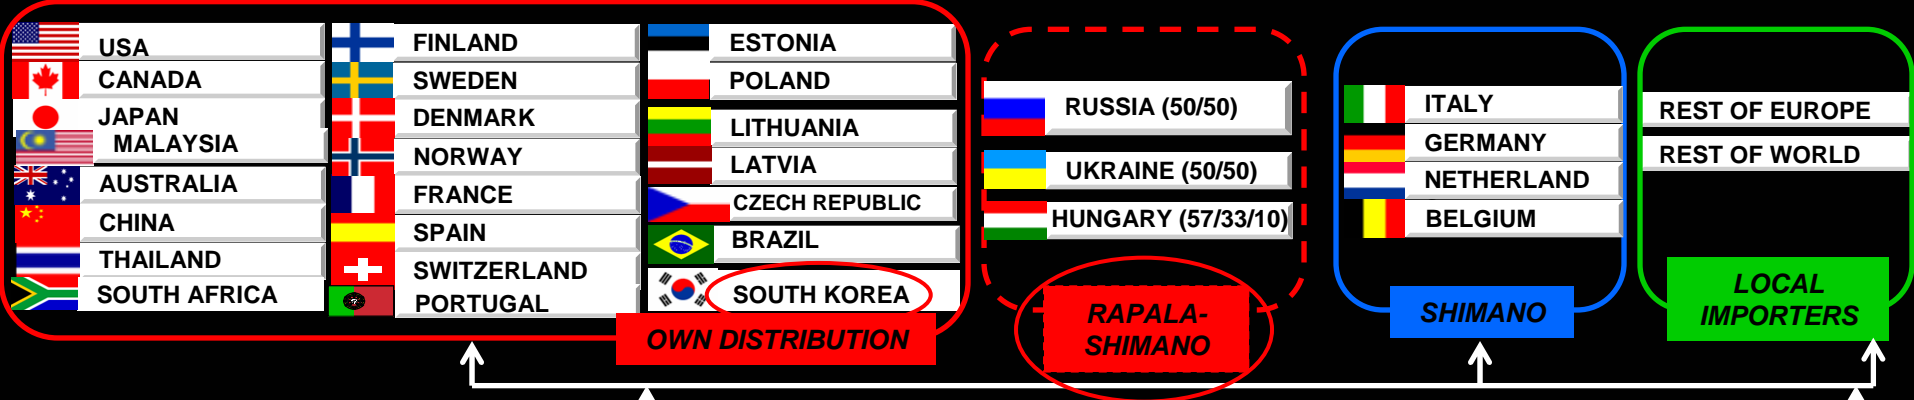 USA
CANADA
JAPAN
MALAYSIA
AUSTRALIA
CHINA
THAILAND
SOUTH AFRICA
FINLAND
SWEDEN
DENMARK
NORWAY
FRANCE
SPAIN
SWITZERLAND
PORTUGAL
ESTONIA
POLAND
LITHUANIA
LATVIA
CZECH REPUBLIC
BRAZIL
SOUTH KOREA
OWN DISTRIBUTION
RUSSIA (50/50)
UKRAINE (50/50)
HUNGARY (57/33/10)
RAPALA-
SHIMANO
ITALY
GERMANY
NETHERLAND
BELGIUM
SHIMANO
REST OF EUROPE
REST OF WORLD
LOCAL
IMPORTERS